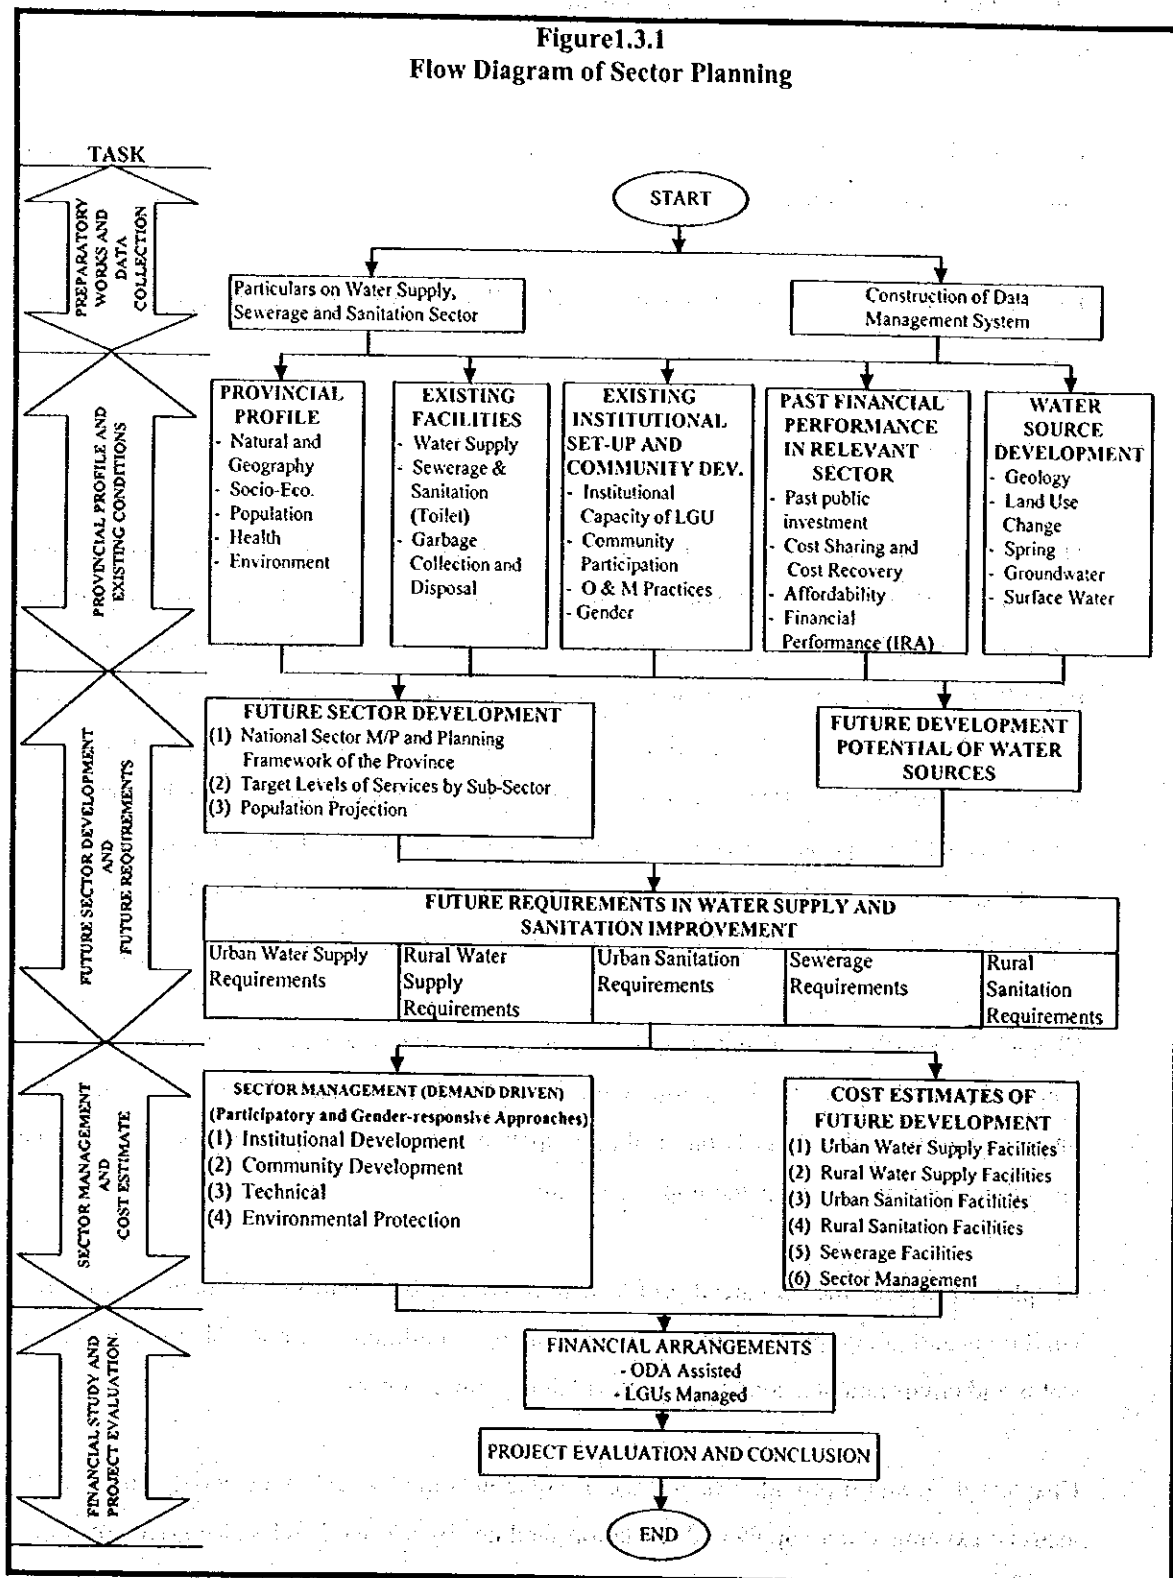 Figure1.3.1
Flow Diagram of Sector Planning
TASK
PREPARATORY
WORKS AND
DATA
COLLECTION
START
Particulars on Water Supply,
Sewerage and Sanitation Sector
Construction of Data
Management System
PROVINCIAL PROFILE AND
EXISTING CONDITIONS
PROVINCIAL
PROFILE
- Natural and
Geography
- Socio-Eco.
- Population
- Health
- Environment
EXISTING
FACILITIES
- Water Supply
- Sewerage &
Sanitation
(Toilet)
- Garbage
Collection and
Disposal
EXISTING
INSTITUTIONAL
SET-UP AND
COMMUNITY DEV.
- Institutional
Capacity of LGU
- Community
Participation
- O & M Practices
- Gender
PAST FINANCIAL
PERFORMANCE
IN RELEVANT
SECTOR
- Past public
investment
- Cost Sharing and
Cost Recovery
- Affordability
- Financial
Performance (IRA)
WATER
SOURCE
DEVELOPMENT
- Geology
- Land Use
Change
- Spring
- Groundwater
- Surface Water
FUTURE SECTOR DEVELOPMENT
AND
FUTURE REQUIREMENTS
FUTURE SECTOR DEVELOPMENT
(1) National Sector M/P and Planning
Framework of the Province
(2) Target Levels of Services by Sub-Sector
(3) Population Projection
FUTURE DEVELOPMENT
POTENTIAL OF WATER
SOURCES
FUTURE REQUIREMENTS IN WATER SUPPLY AND
SANITATION IMPROVEMENT
Urban Water Supply
Requirements
Rural Water
Supply
Requirements
Urban Sanitation
Requirements
Sewerage
Requirements
Rural
Sanitation
Requirements
SECTOR MANAGEMENT
AND
COST ESTIMATE
SECTOR MANAGEMENT (DEMAND DRIVEN)
(Participatory and Gender-responsive Approaches)
(1) Institutional Development
(2) Community Development
(3) Technical
(4) Environmental Protection
COST ESTIMATES OF
FUTURE DEVELOPMENT
(1) Urban Water Supply Facilities
(2) Rural Water Supply Facilities
(3) Urban Sanitation Facilities
(4) Rural Sanitation Facilities
(5) Sewerage Facilities
(6) Sector Management
FINANCIAL STUDY AND
PROJECT EVALUATION
FINANCIAL ARRANGEMENTS
- ODA Assisted
- LGUs Managed
PROJECT EVALUATION AND CONCLUSION
END